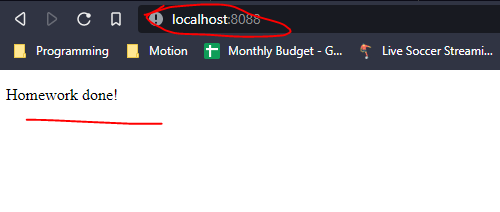 localhost:8088
Programming Motion Monthly Budget - G... Live Soccer Streami...
Homework done!